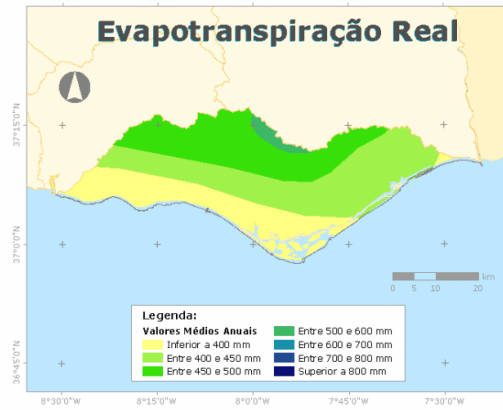 Evapotranspiração Real
37°15'0"N
37°0'0"N
36°45'0"N
km
0 5 10 20
Legenda:
Valores Médios Anuais
Inferior a 400 mm
Entre 400 e 450 mm
Entre 450 e 500 mm
Entre 500 e 600 mm
Entre 600 e 700 mm
Entre 700 e 800 mm
Superior a 800 mm
8°30'0"W 8°15'0"W 8°0'0"W 7°45'0"W 7°30'0"W